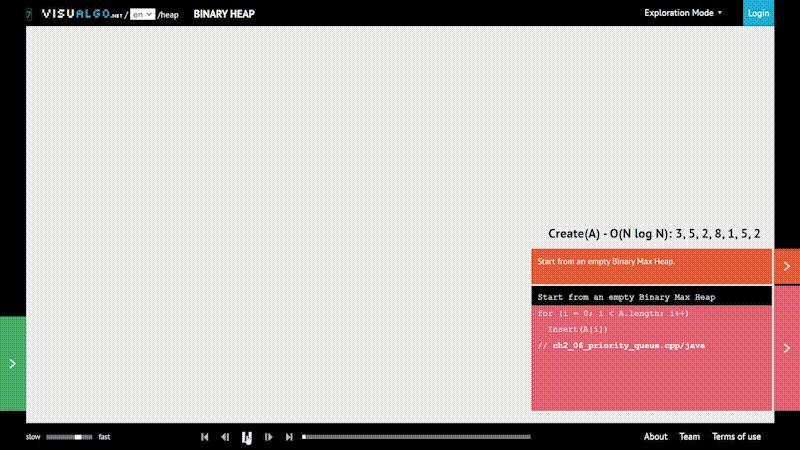 7 VISUALGO.NET / en /heap BINARY HEAP Exploration Mode Login
Create(A) - O(N log N): 3, 5, 2, 8, 1, 5, 2
Start from an empty Binary Max Heap.
Start from an empty Binary Max Heap
for (i = 0; i < A.length; i++)
Insert(A[i])
// ch2_06_priority_queue.cpp/java
slow fast About Team Terms of use